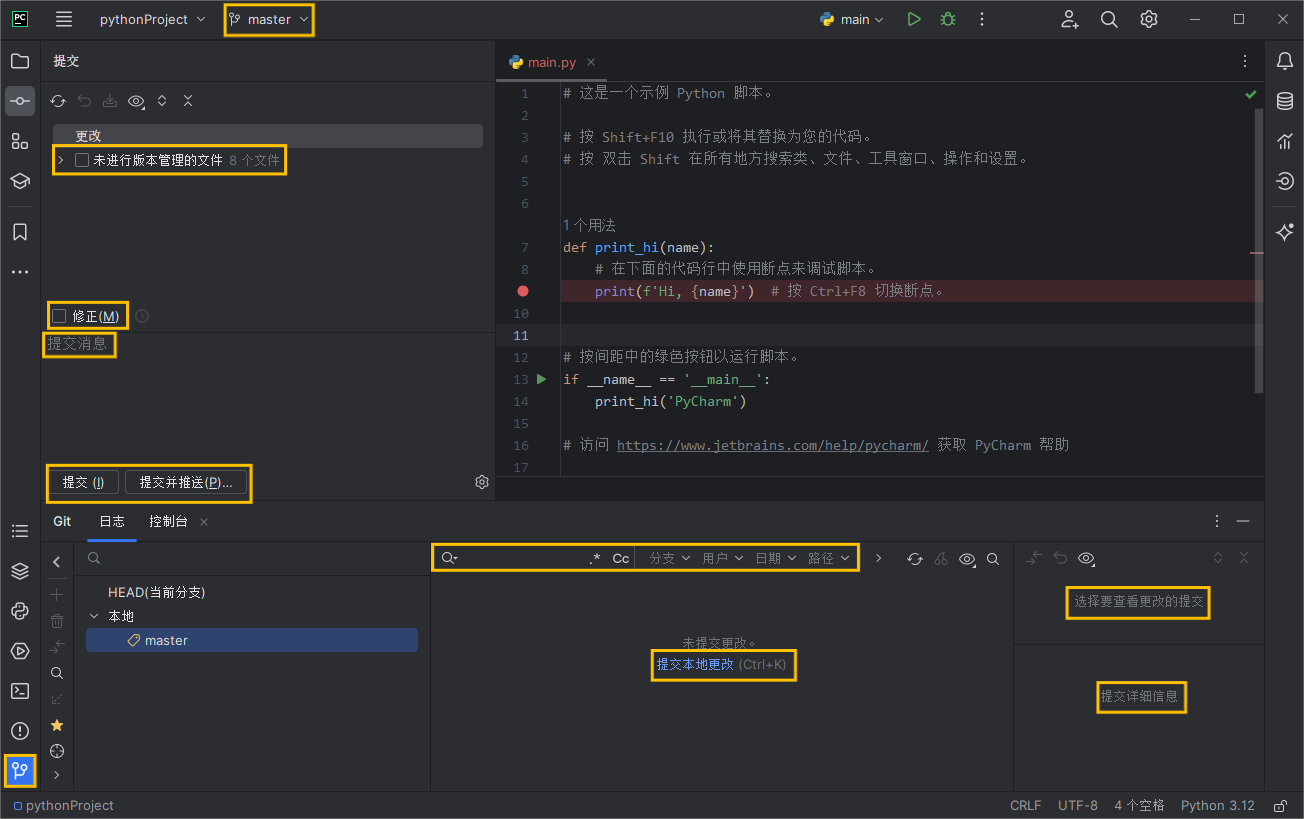 PC
pythonProject
master
main
提交
main.py
更改
未进行版本管理的文件 8 个文件
修正(M)
提交消息
提交 (I)
提交并推送(P)...
1 # 这是一个示例 Python 脚本。
2
3 # 按 Shift+F10 执行或将其替换为您的代码。
4 # 按 双击 Shift 在所有地方搜索类、文件、工具窗口、操作和设置。
5
6
1 个用法
7 def print_hi(name):
8 # 在下面的代码行中使用断点来调试脚本。
print(f'Hi, {name}') # 按 Ctrl+F8 切换断点。
10
11
12 # 按间距中的绿色按钮以运行脚本。
13 if __name__ == '__main__':
14 print_hi('PyCharm')
15
16 # 访问 https://www.jetbrains.com/help/pycharm/ 获取 PyCharm 帮助
17
Git
日志
控制台
HEAD(当前分支)
本地
master
.* Cc 分支 用户 日期 路径
未提交更改。
提交本地更改 (Ctrl+K)
选择要查看更改的提交
提交详细信息
pythonProject
CRLF UTF-8 4 个空格 Python 3.12